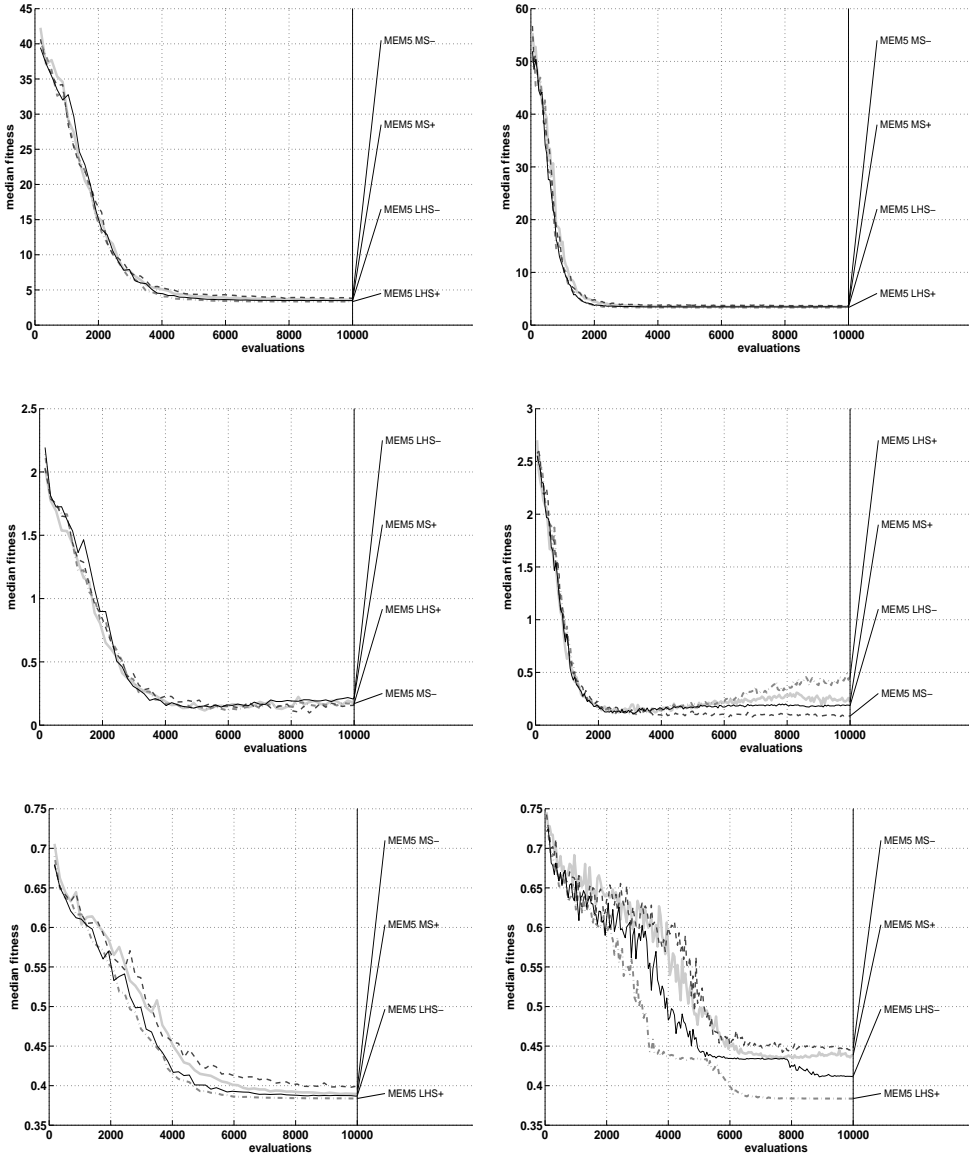 45
40
35
30
25
20
15
10
5
0
median fitness
0 2000 4000 6000 8000 10000
evaluations
MEM5 MS–
MEM5 MS+
MEM5 LHS–
MEM5 LHS+
60
50
40
30
20
10
0
median fitness
0 2000 4000 6000 8000 10000
evaluations
MEM5 MS–
MEM5 MS+
MEM5 LHS–
MEM5 LHS+
2.5
2
1.5
1
0.5
0
median fitness
0 2000 4000 6000 8000 10000
evaluations
MEM5 LHS–
MEM5 MS+
MEM5 LHS+
MEM5 MS–
3
2.5
2
1.5
1
0.5
0
median fitness
0 2000 4000 6000 8000 10000
evaluations
MEM5 LHS+
MEM5 MS+
MEM5 LHS–
MEM5 MS–
0.75
0.7
0.65
0.6
0.55
0.5
0.45
0.4
0.35
median fitness
0 2000 4000 6000 8000 10000
evaluations
MEM5 MS–
MEM5 MS+
MEM5 LHS–
MEM5 LHS+
0.75
0.7
0.65
0.6
0.55
0.5
0.45
0.4
0.35
median fitness
0 2000 4000 6000 8000 10000
evaluations
MEM5 MS–
MEM5 MS+
MEM5 LHS–
MEM5 LHS+